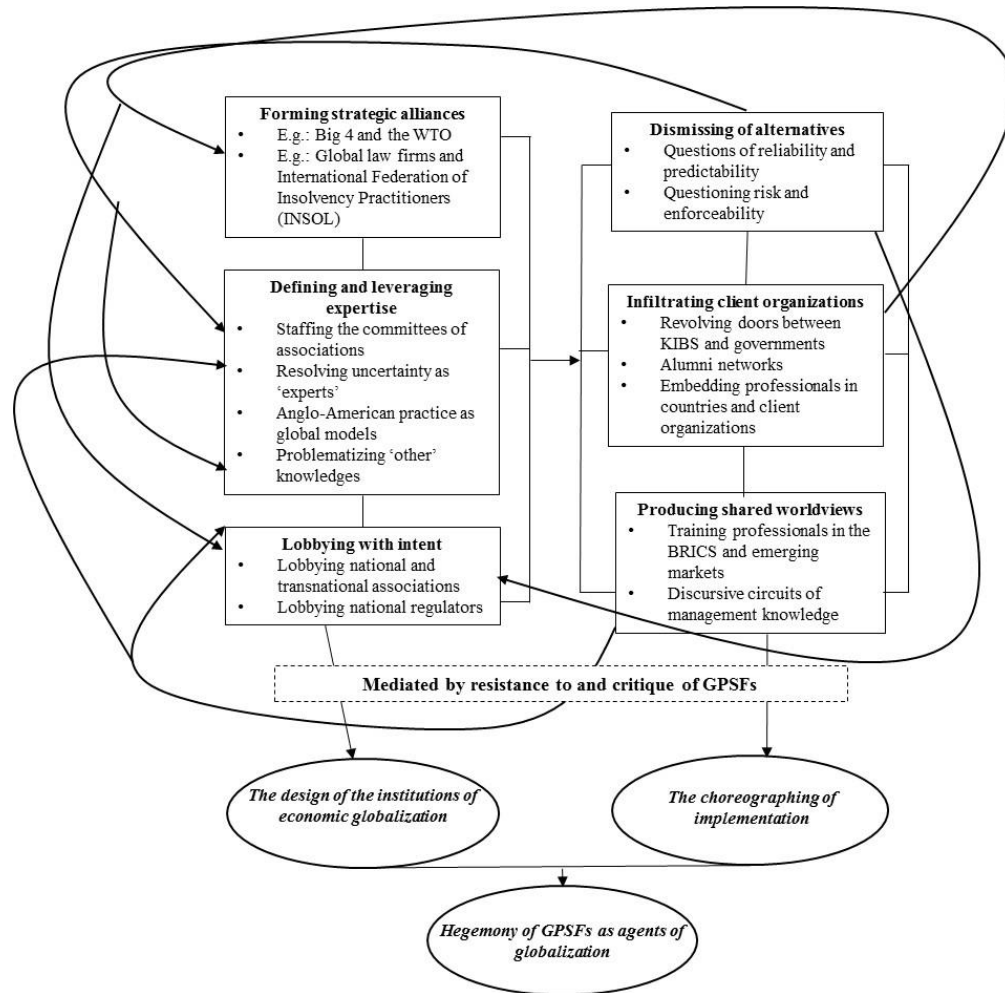 Forming strategic alliances
• E.g.: Big 4 and the WTO
• E.g.: Global law firms and
International Federation of
Insolvency Practitioners
(INSOL)
Defining and leveraging
expertise
• Staffing the committees of
associations
• Resolving uncertainty as
‘experts’
• Anglo-American practice as
global models
• Problematizing ‘other’
knowledges
Lobbying with intent
• Lobbying national and
transnational associations
• Lobbying national regulators
Dismissing of alternatives
• Questions of reliability and
predictability
• Questioning risk and
enforceability
Infiltrating client organizations
• Revolving doors between
KIBS and governments
• Alumni networks
• Embedding professionals in
countries and client
organizations
Producing shared worldviews
• Training professionals in the
BRICS and emerging
markets
• Discursive circuits of
management knowledge
Mediated by resistance to and critique of GPSFs
The design of the institutions of
economic globalization
The choreographing of
implementation
Hegemony of GPSFs as agents of
globalization